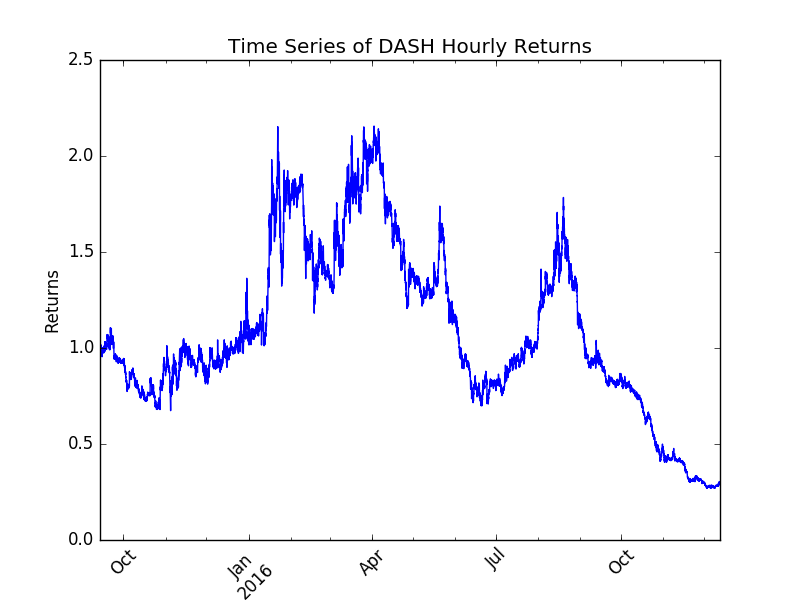 Time Series of DASH Hourly Returns
2.5
2.0
1.5
1.0
0.5
0.0
Returns
Oct
Jan
2016
Apr
Jul
Oct